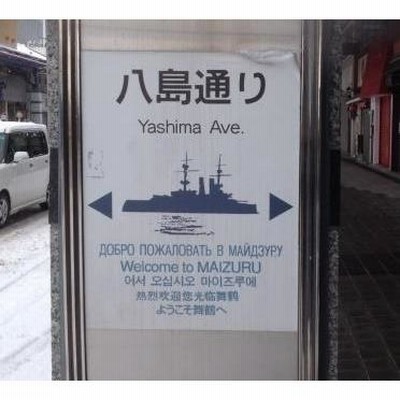 八島通り
Yashima Ave.
ДОБРО ПОЖАЛОВАТЬ В МАЙДЗУРУ
Welcome to MAIZURU
어서 오십시오 마이즈루에
热烈欢迎您光临舞鹤
ようこそ舞鶴へ